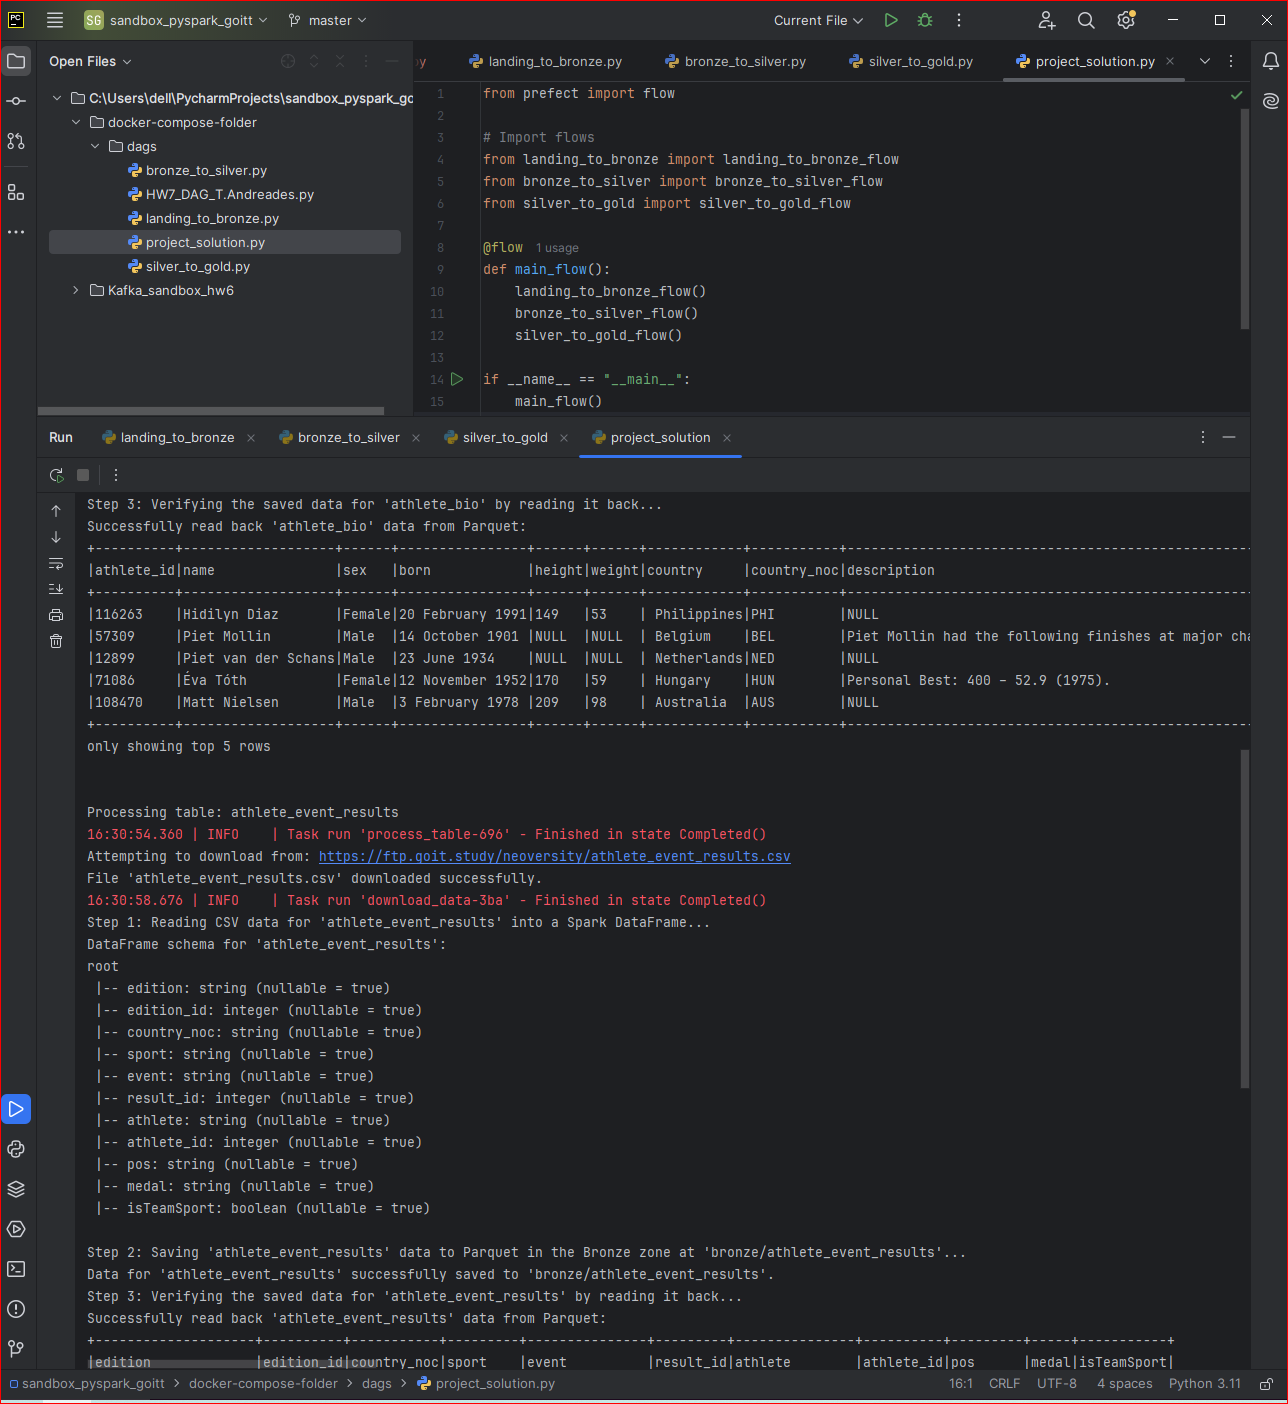 PC SG sandbox_pyspark_goitt master Current File
Open Files
C:\Users\dell\PycharmProjects\sandbox_pyspark_go
docker-compose-folder
dags
bronze_to_silver.py
HW7_DAG_T.Andreades.py
landing_to_bronze.py
project_solution.py
silver_to_gold.py
Kafka_sandbox_hw6
py landing_to_bronze.py bronze_to_silver.py silver_to_gold.py project_solution.py
1 from prefect import flow
2
3 # Import flows
4 from landing_to_bronze import landing_to_bronze_flow
5 from bronze_to_silver import bronze_to_silver_flow
6 from silver_to_gold import silver_to_gold_flow
7
8 @flow 1 usage
9 def main_flow():
10 landing_to_bronze_flow()
11 bronze_to_silver_flow()
12 silver_to_gold_flow()
13
14 if __name__ == "__main__":
15 main_flow()
Run landing_to_bronze bronze_to_silver silver_to_gold project_solution
Step 3: Verifying the saved data for 'athlete_bio' by reading it back...
Successfully read back 'athlete_bio' data from Parquet:
+----------+-------------------+------+----------------+------+------+------------+-----------+---------------------------------------------------
|athlete_id|name |sex |born |height|weight|country |country_noc|description
+----------+-------------------+------+----------------+------+------+------------+-----------+---------------------------------------------------
|116263 |Hidilyn Diaz |Female|20 February 1991|149 |53 | Philippines|PHI |NULL
|57309 |Piet Mollin |Male |14 October 1901 |NULL |NULL | Belgium |BEL |Piet Mollin had the following finishes at major cha
|12899 |Piet van der Schans|Male |23 June 1934 |NULL |NULL | Netherlands|NED |NULL
|71086 |Éva Tóth |Female|12 November 1952|170 |59 | Hungary |HUN |Personal Best: 400 – 52.9 (1975).
|108470 |Matt Nielsen |Male |3 February 1978 |209 |98 | Australia |AUS |NULL
+----------+-------------------+------+----------------+------+------+------------+-----------+---------------------------------------------------
only showing top 5 rows
Processing table: athlete_event_results
16:30:54.360 | INFO | Task run 'process_table-696' - Finished in state Completed()
Attempting to download from: https://ftp.goit.study/neoversity/athlete_event_results.csv
File 'athlete_event_results.csv' downloaded successfully.
16:30:58.676 | INFO | Task run 'download_data-3ba' - Finished in state Completed()
Step 1: Reading CSV data for 'athlete_event_results' into a Spark DataFrame...
DataFrame schema for 'athlete_event_results':
root
|-- edition: string (nullable = true)
|-- edition_id: integer (nullable = true)
|-- country_noc: string (nullable = true)
|-- sport: string (nullable = true)
|-- event: string (nullable = true)
|-- result_id: integer (nullable = true)
|-- athlete: string (nullable = true)
|-- athlete_id: integer (nullable = true)
|-- pos: string (nullable = true)
|-- medal: string (nullable = true)
|-- isTeamSport: boolean (nullable = true)
Step 2: Saving 'athlete_event_results' data to Parquet in the Bronze zone at 'bronze/athlete_event_results'...
Data for 'athlete_event_results' successfully saved to 'bronze/athlete_event_results'.
Step 3: Verifying the saved data for 'athlete_event_results' by reading it back...
Successfully read back 'athlete_event_results' data from Parquet:
+--------------------+----------+-----------+---------+---------------+---------+---------------+----------+---------+-----+-----------+
|edition |edition_id|country_noc|sport |event |result_id|athlete |athlete_id|pos |medal|isTeamSport|
sandbox_pyspark_goitt > docker-compose-folder > dags > project_solution.py 16:1 CRLF UTF-8 4 spaces Python 3.11